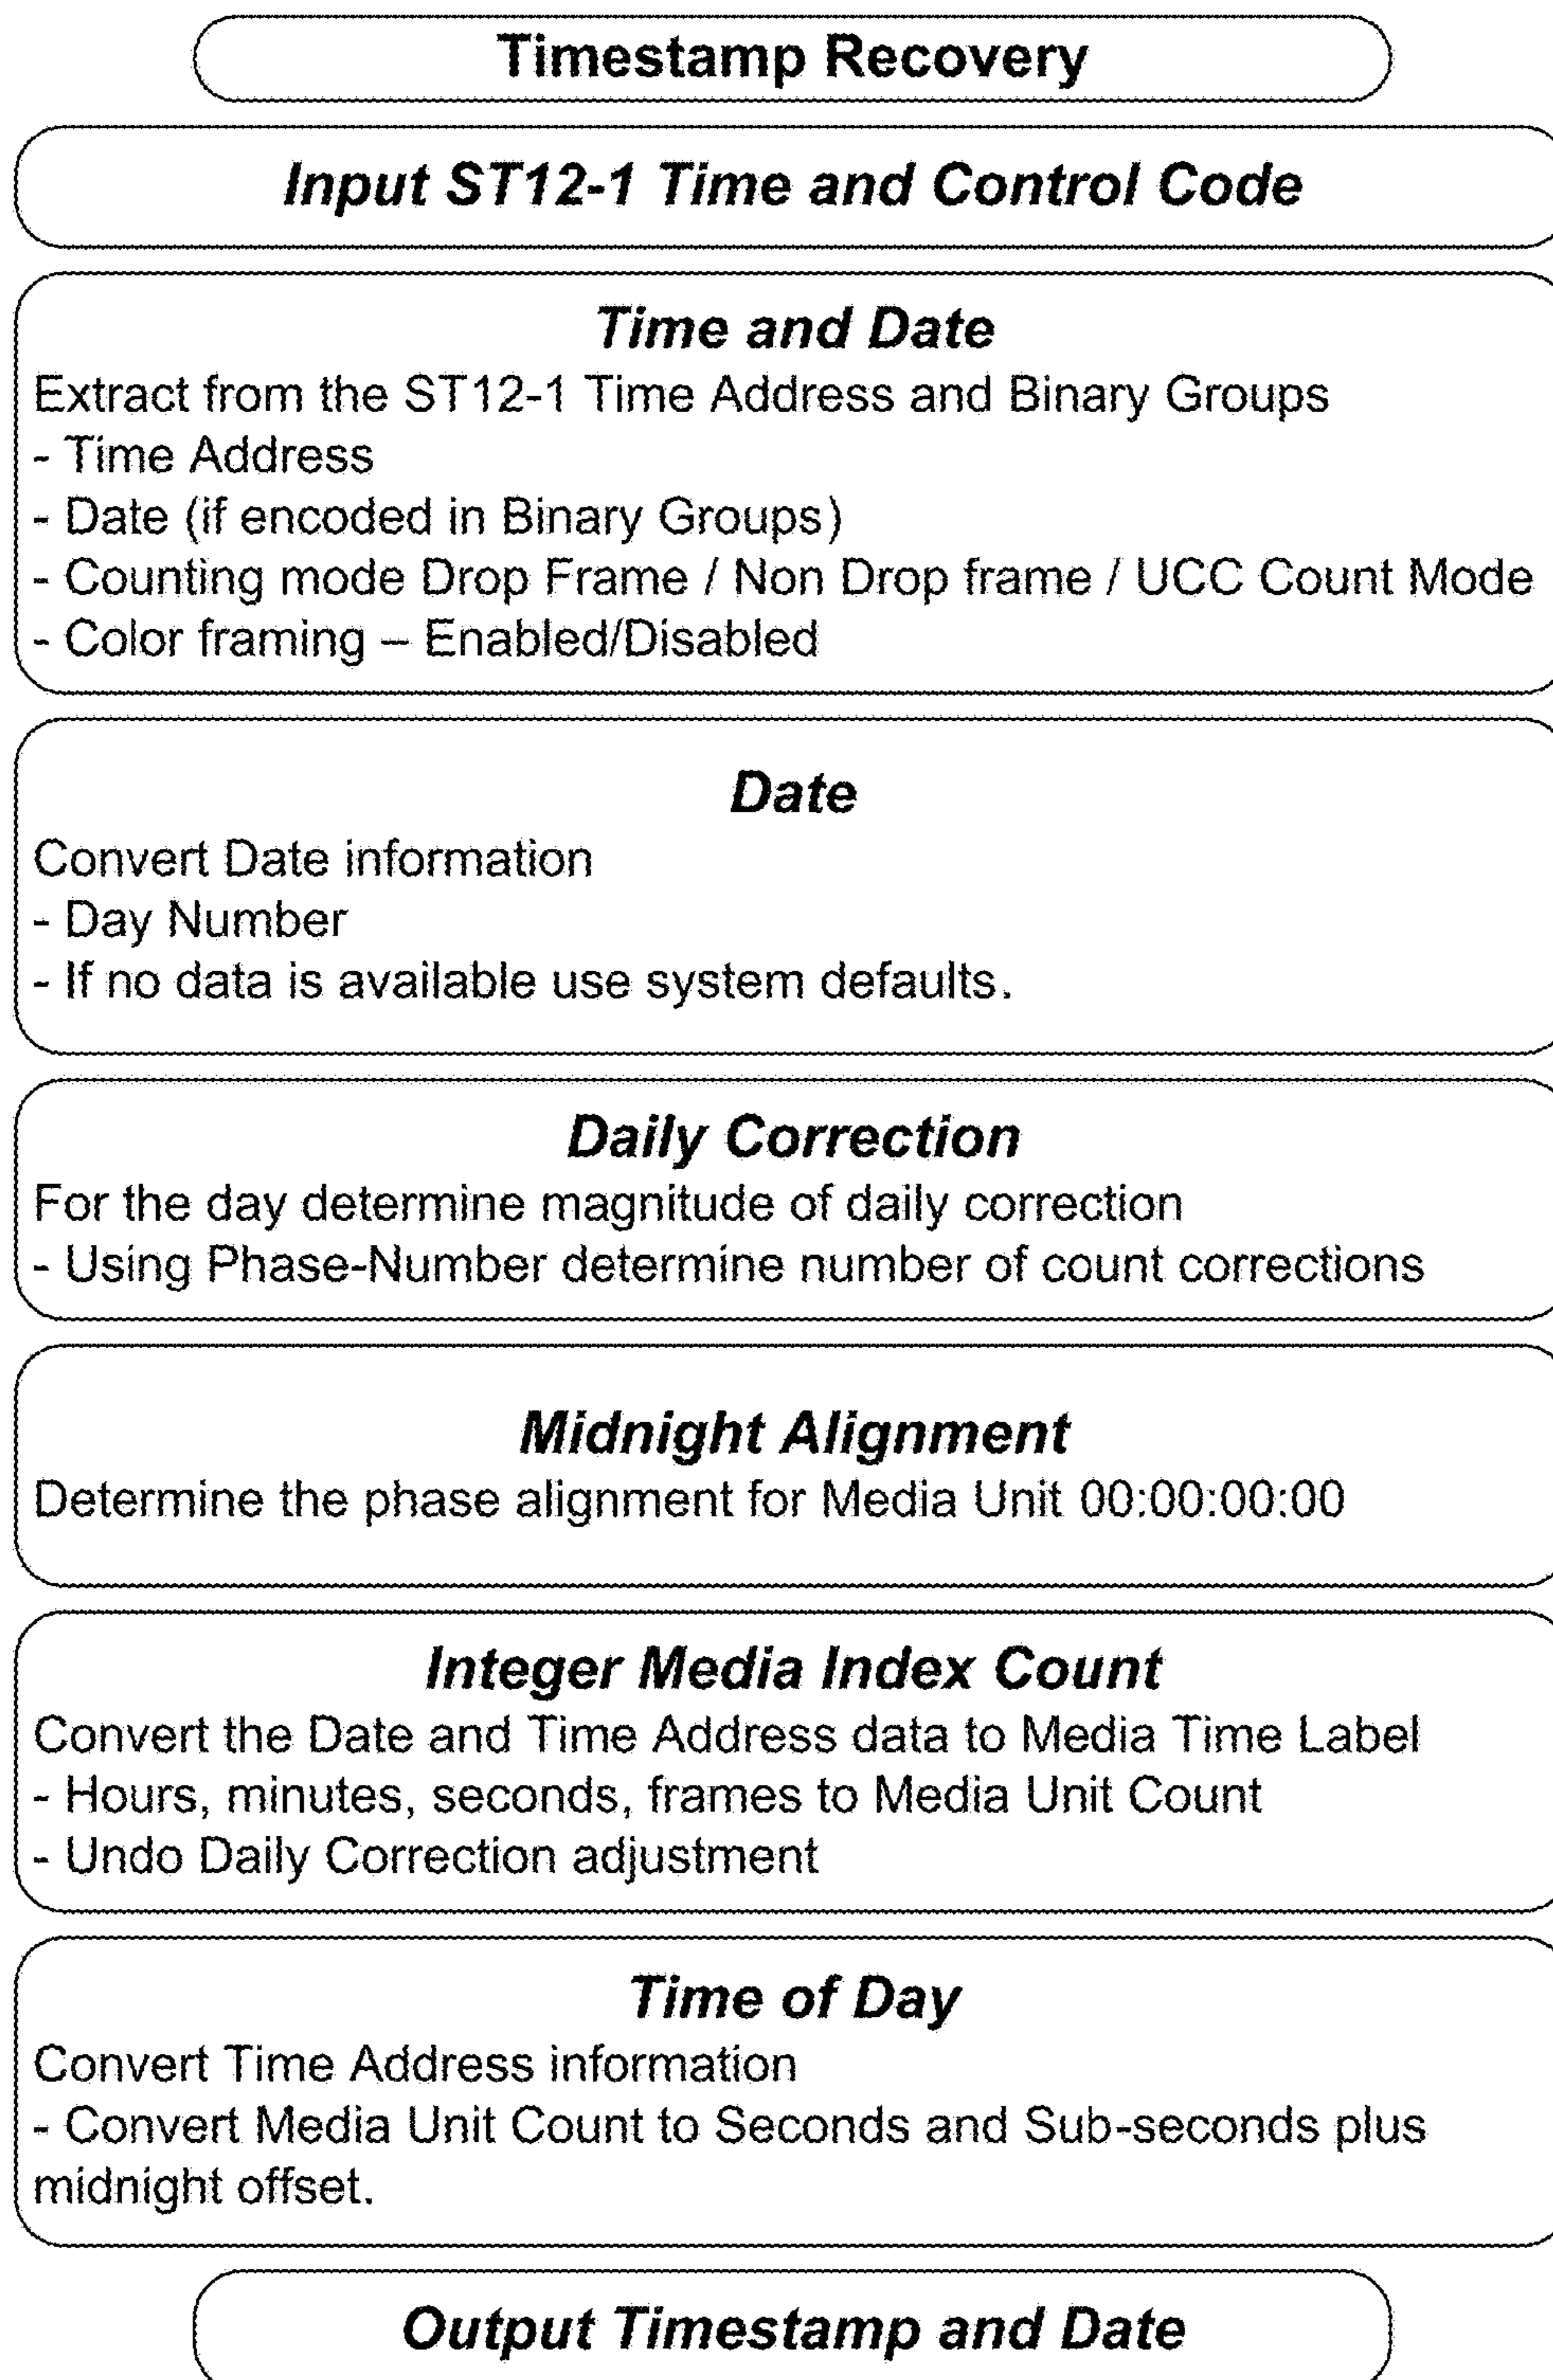 Timestamp Recovery
Input ST12-1 Time and Control Code
Time and Date
Extract from the ST12-1 Time Address and Binary Groups
- Time Address
- Date (if encoded in Binary Groups)
- Counting mode Drop Frame / Non Drop frame / UCC Count Mode
- Color framing – Enabled/Disabled
Date
Convert Date information
- Day Number
- If no data is available use system defaults.
Daily Correction
For the day determine magnitude of daily correction
- Using Phase-Number determine number of count corrections
Midnight Alignment
Determine the phase alignment for Media Unit 00:00:00:00
Integer Media Index Count
Convert the Date and Time Address data to Media Time Label
- Hours, minutes, seconds, frames to Media Unit Count
- Undo Daily Correction adjustment
Time of Day
Convert Time Address information
- Convert Media Unit Count to Seconds and Sub-seconds plus
midnight offset.
Output Timestamp and Date